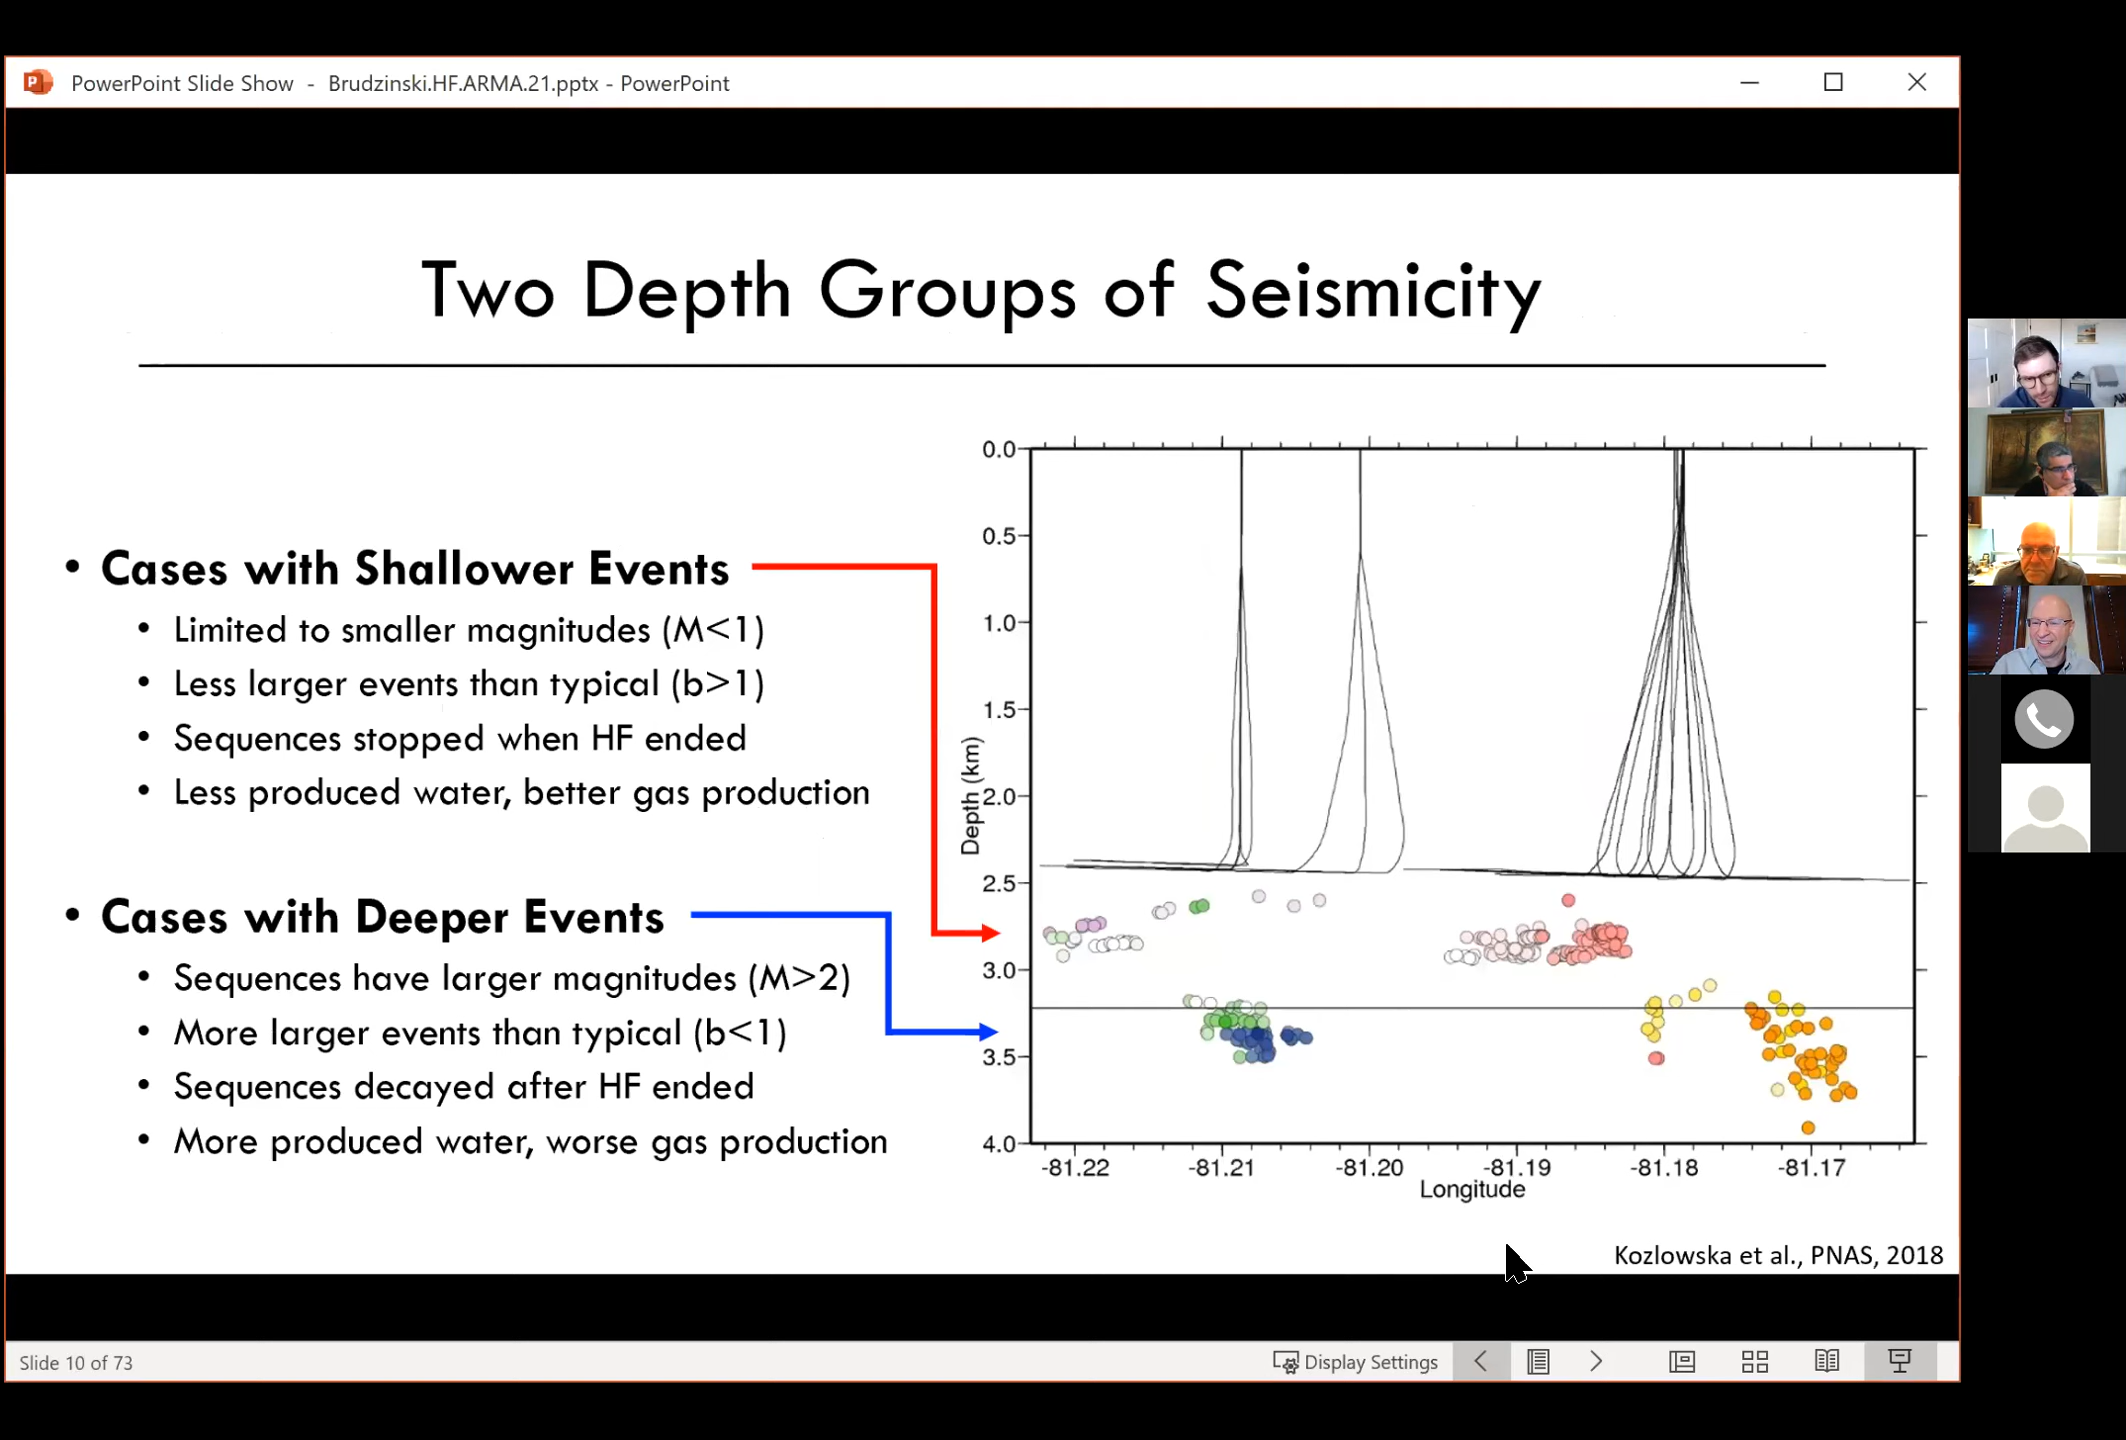 PowerPoint Slide Show - Brudzinski.HF.ARMA.21.pptx - PowerPoint
Two Depth Groups of Seismicity
• Cases with Shallower Events
• Limited to smaller magnitudes (M<1)
• Less larger events than typical (b>1)
• Sequences stopped when HF ended
• Less produced water, better gas production
• Cases with Deeper Events
• Sequences have larger magnitudes (M>2)
• More larger events than typical (b<1)
• Sequences decayed after HF ended
• More produced water, worse gas production
Depth (km)
0.0
0.5
1.0
1.5
2.0
2.5
3.0
3.5
4.0
-81.22 -81.21 -81.20 -81.19 -81.18 -81.17
Longitude
Kozlowska et al., PNAS, 2018
Slide 10 of 73
Display Settings